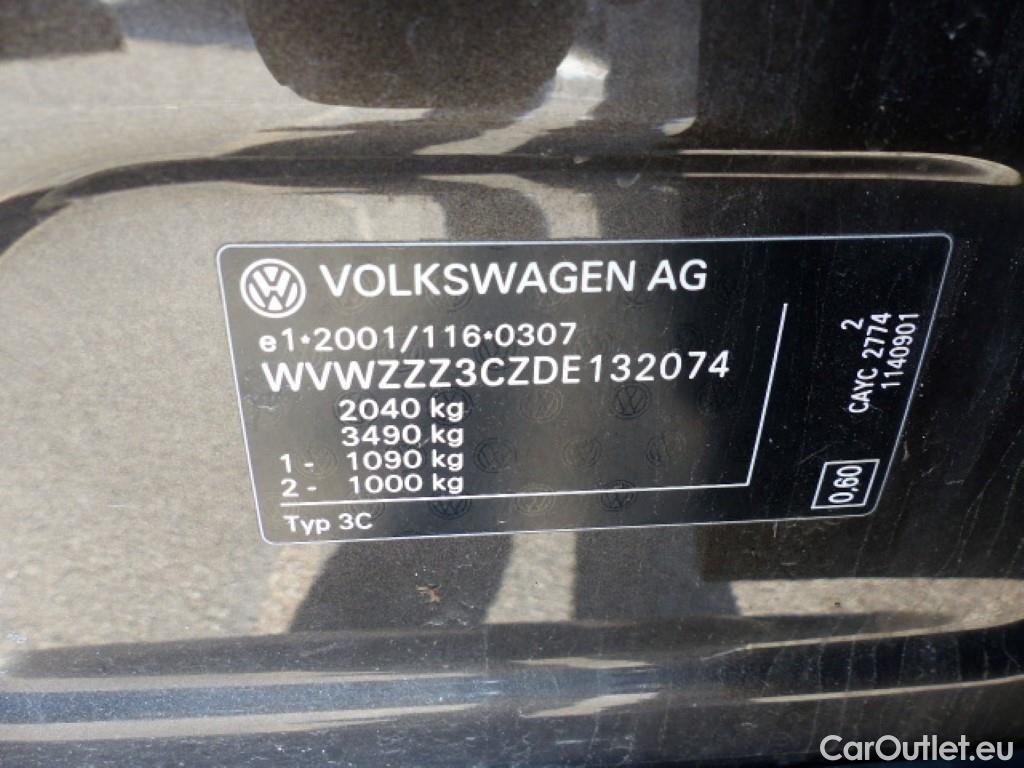 VOLKSWAGEN AG
e1*2001/116*0307
WVWZZZ3CZDE132074
2040 kg
3490 kg
1 - 1090 kg
2 - 1000 kg
Typ 3C
2
CAYC 2774
1140901
0,60
CarOutlet.eu